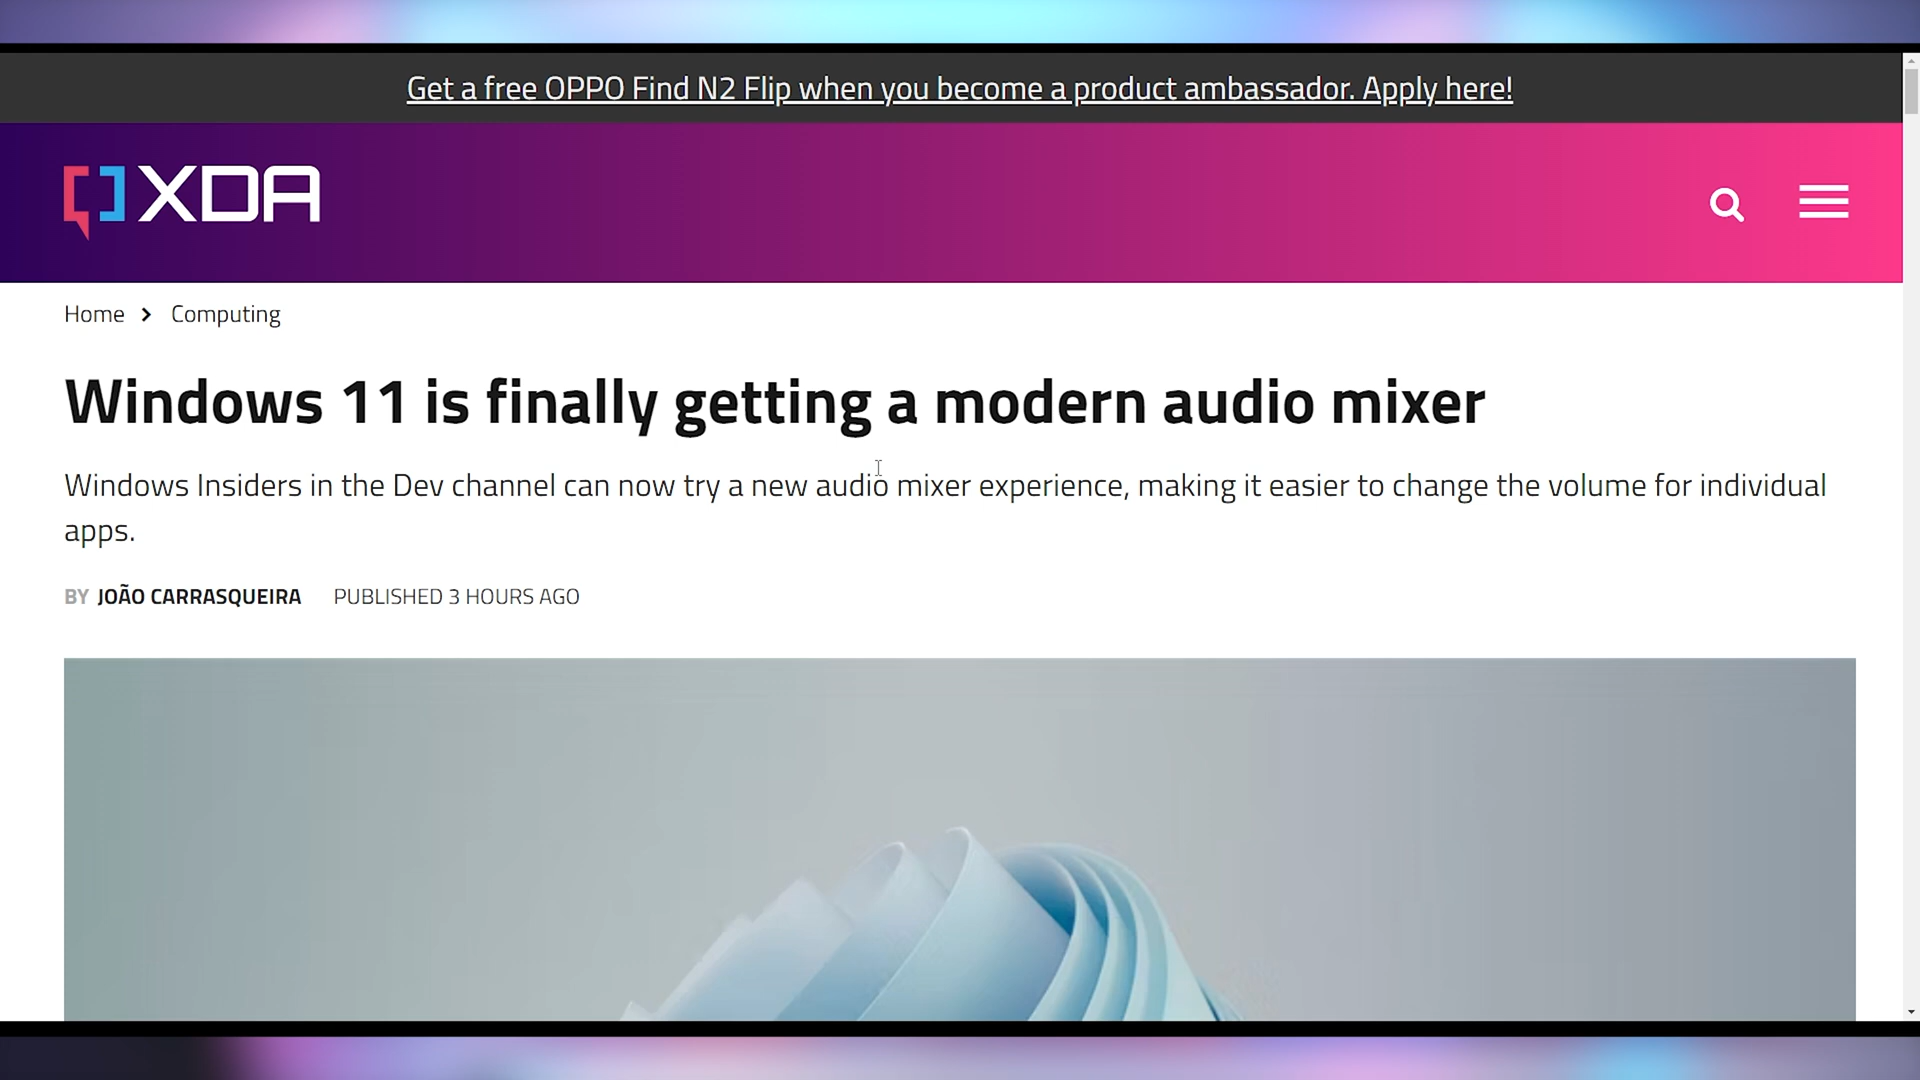 Get a free OPPO Find N2 Flip when you become a product ambassador. Apply here!
XDA
Home > Computing
Windows 11 is finally getting a modern audio mixer
Windows Insiders in the Dev channel can now try a new audio mixer experience, making it easier to change the volume for individual
apps.
BY JOÃO CARRASQUEIRA PUBLISHED 3 HOURS AGO